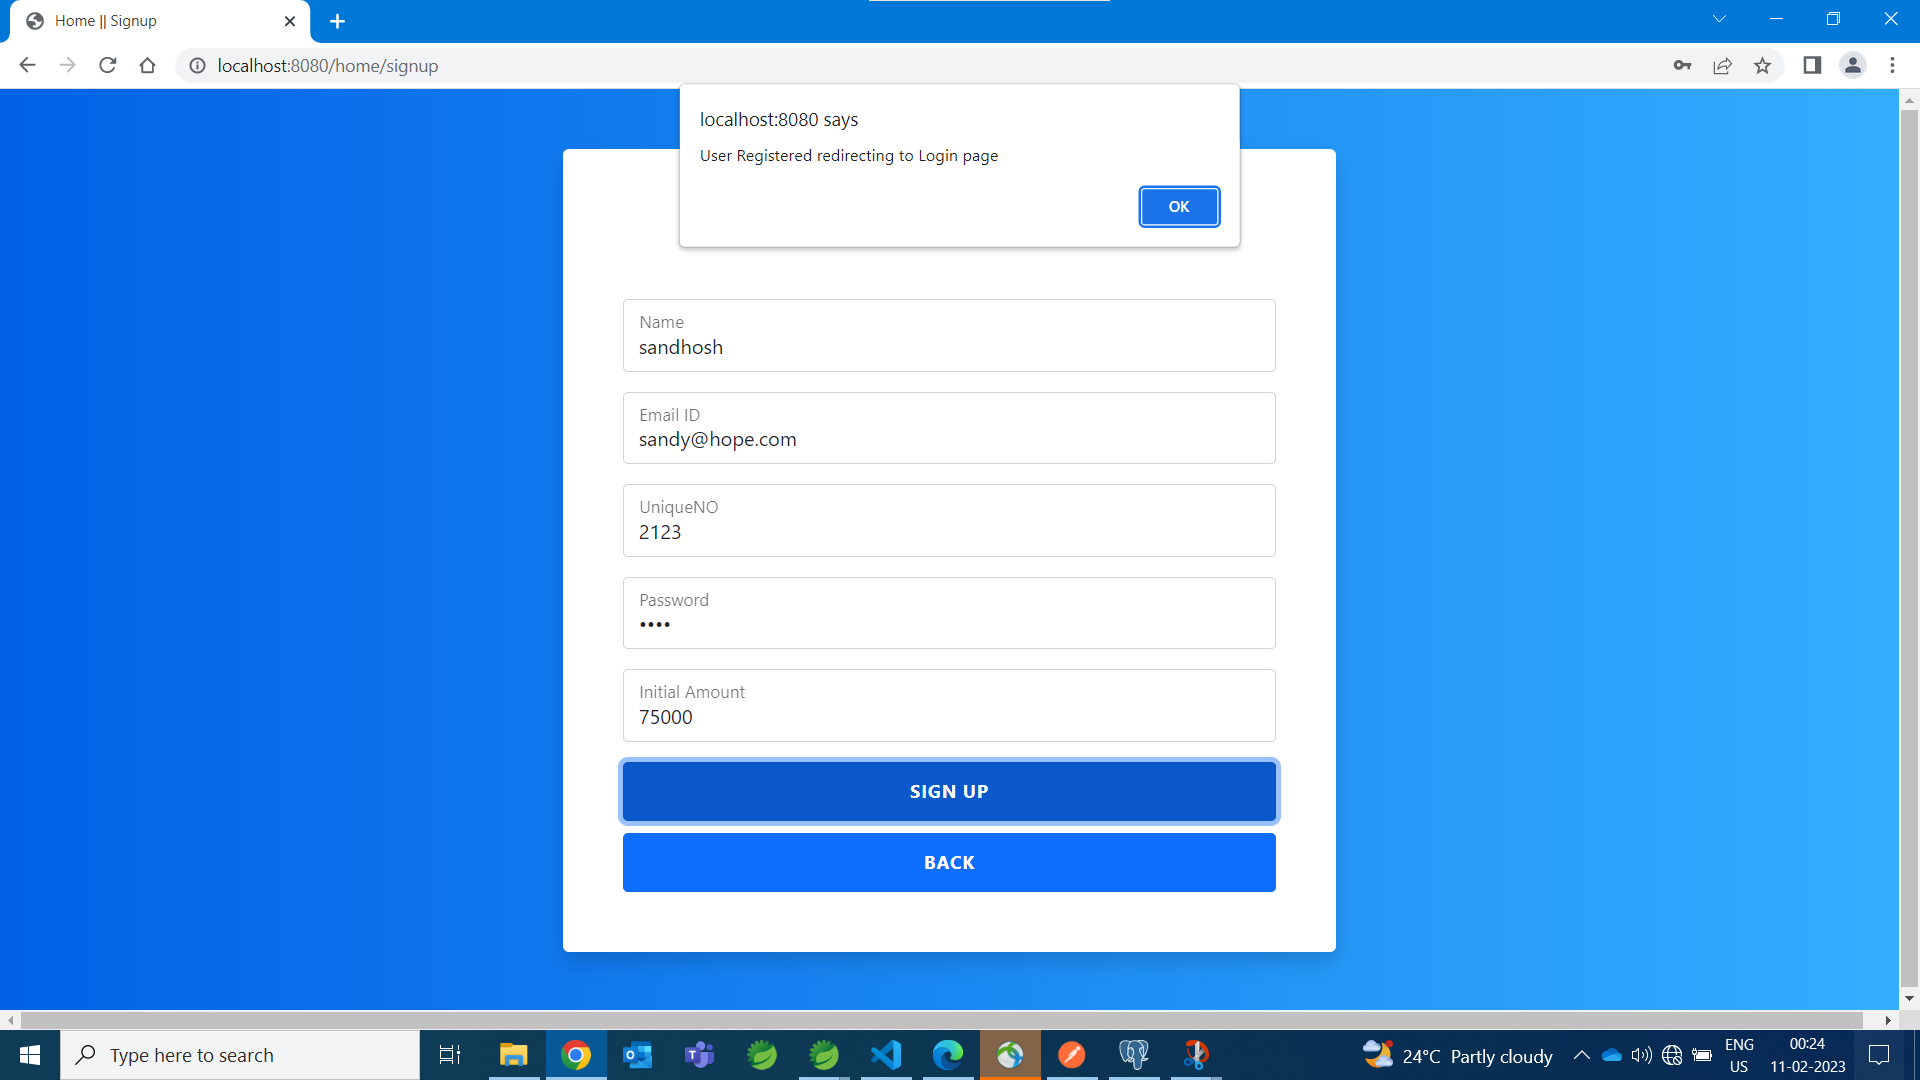 Home || Signup
localhost:8080/home/signup
localhost:8080 says
User Registered redirecting to Login page
OK
Name
sandhosh
Email ID
sandy@hope.com
UniqueNO
2123
Password
••••
Initial Amount
75000
SIGN UP
BACK
Type here to search
24°C Partly cloudy
ENG
US
00:24
11-02-2023